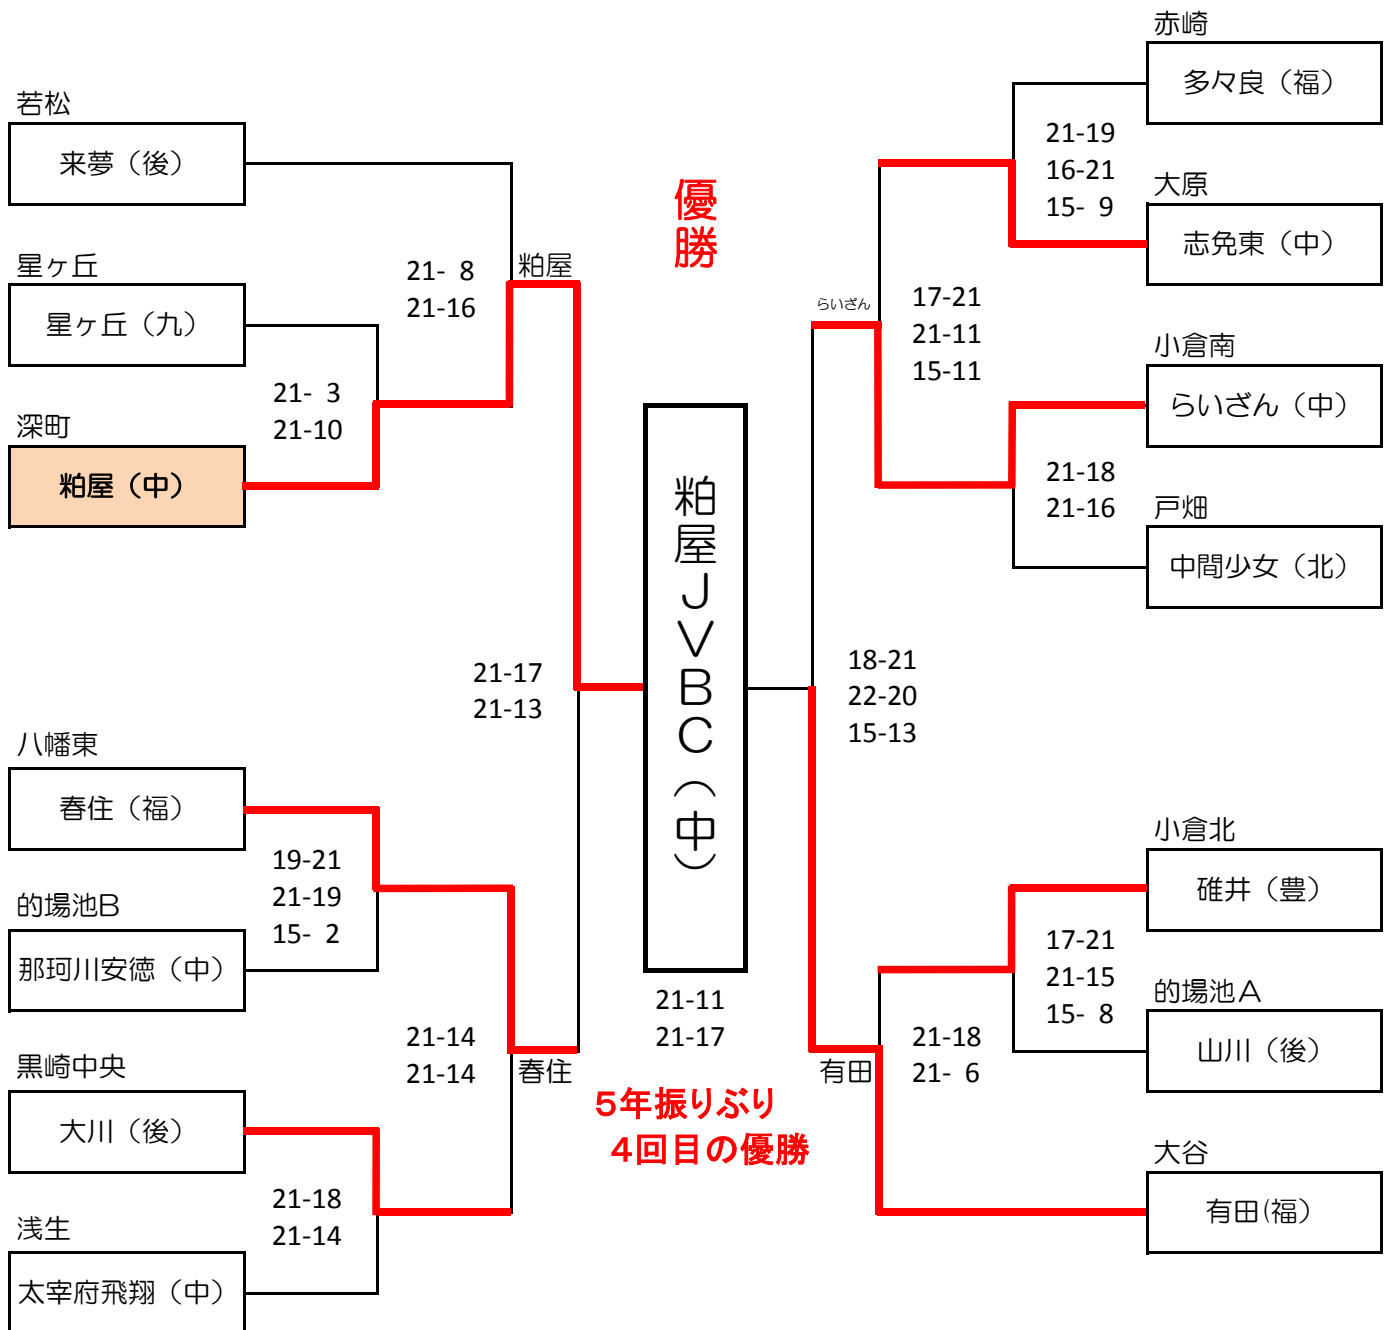 若松
来夢（後）
星ヶ丘
星ヶ丘（九）
深町
粕屋（中）
21- 8
21-16
粕屋
21- 3
21-10
八幡東
春住（福）
的場池B
那珂川安徳（中）
19-21
21-19
15- 2
黒崎中央
大川（後）
浅生
太宰府飛翔（中）
21-18
21-14
21-14
21-14
春住
21-17
21-13
優勝
粕屋JVBC（中）
21-11
21-17
5年振りぶり
4回目の優勝
赤崎
多々良（福）
21-19
16-21
15- 9
大原
志免東（中）
らいざん
17-21
21-11
15-11
小倉南
らいざん（中）
21-18
21-16
戸畑
中間少女（北）
18-21
22-20
15-13
小倉北
碓井（豊）
17-21
21-15
15- 8
的場池A
山川（後）
有田
21-18
21- 6
大谷
有田(福）